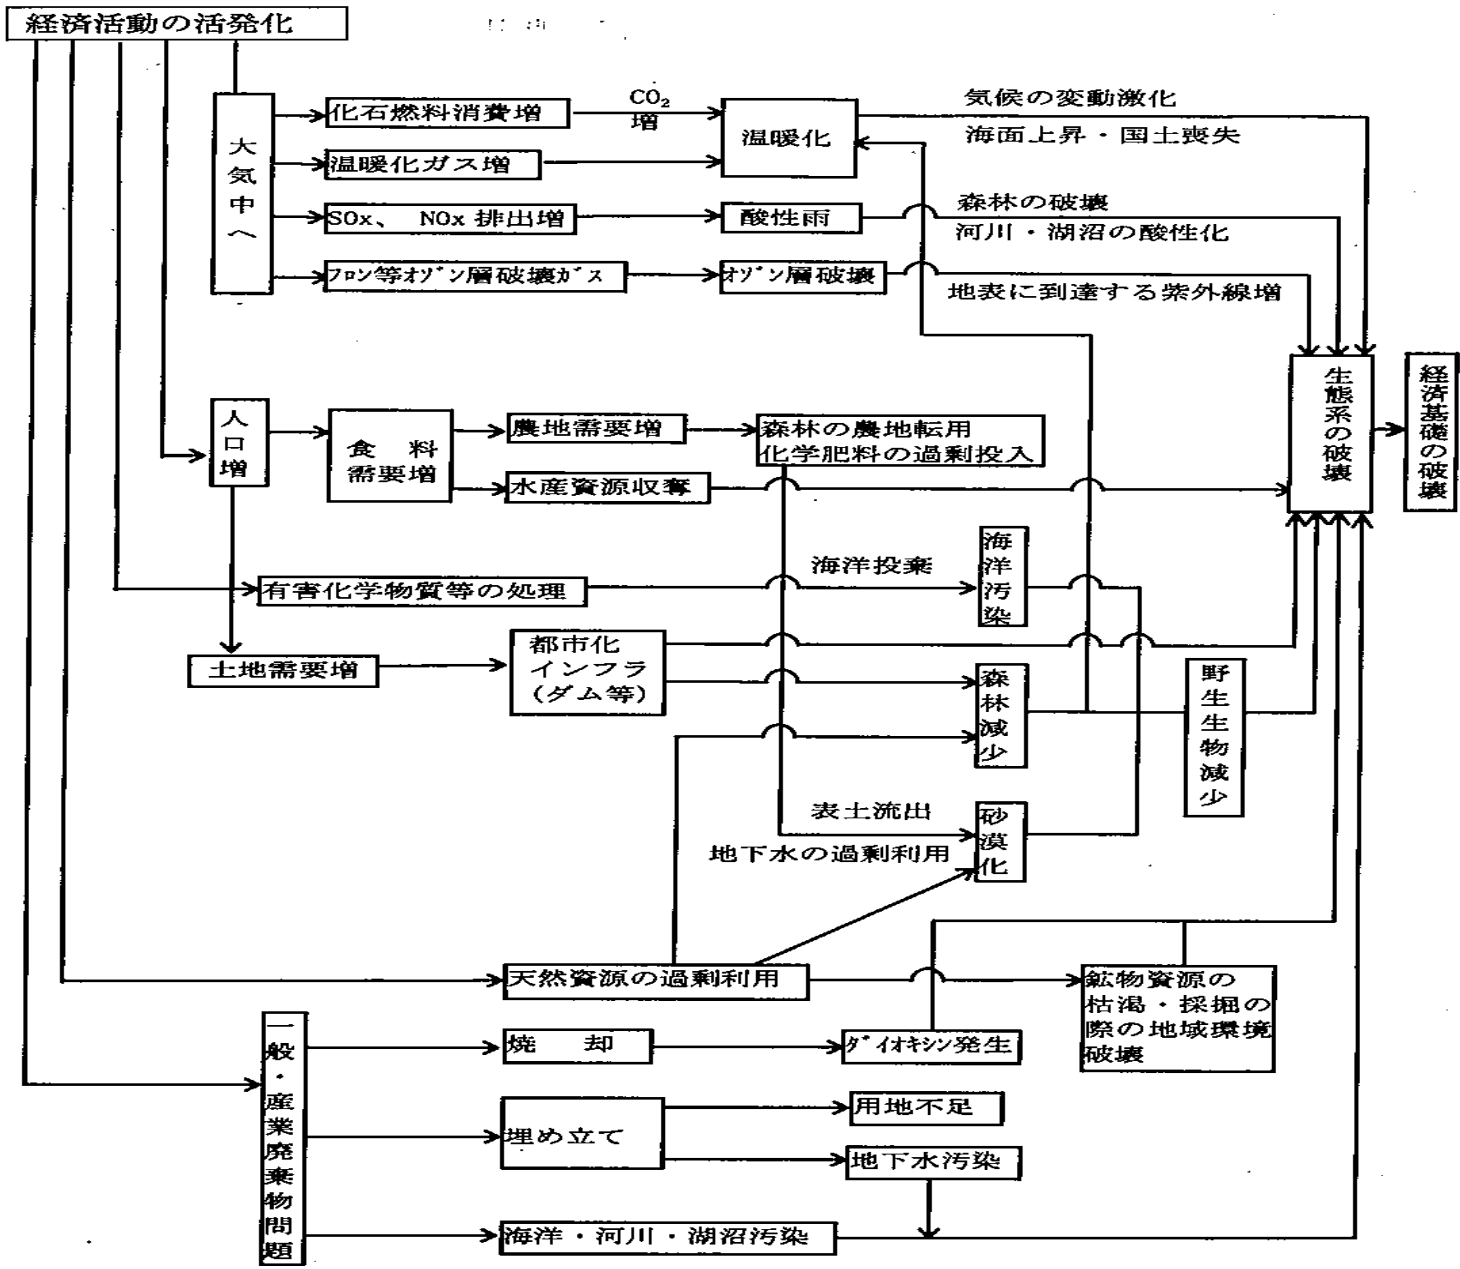 経済活動の活発化
大気中へ
化石燃料消費増
CO₂
増
温暖化
気候の変動激化
海面上昇・国土喪失
温暖化ガス増
SOx、 NOx 排出増
酸性雨
森林の破壊
河川・湖沼の酸性化
ﾌﾛﾝ等ｵｿﾞﾝ層破壊ｶﾞｽ
ｵｿﾞﾝ層破壊
地表に到達する紫外線増
生態系の破壊
経済基礎の破壊
人口増
食 料
需要増
農地需要増
森林の農地転用
化学肥料の過剰投入
水産資源収奪
有害化学物質等の処理
海洋投棄
海洋汚染
土地需要増
都市化
インフラ
(ダム等)
森林減少
野生生物減少
表土流出
地下水の過剰利用
砂漠化
天然資源の過剰利用
鉱物資源の
枯渇・採掘の
際の地域環境
破壊
一般・産業廃棄物問題
焼 却
ﾀﾞｲｵｷｼﾝ発生
埋め立て
用地不足
地下水汚染
海洋・河川・湖沼汚染